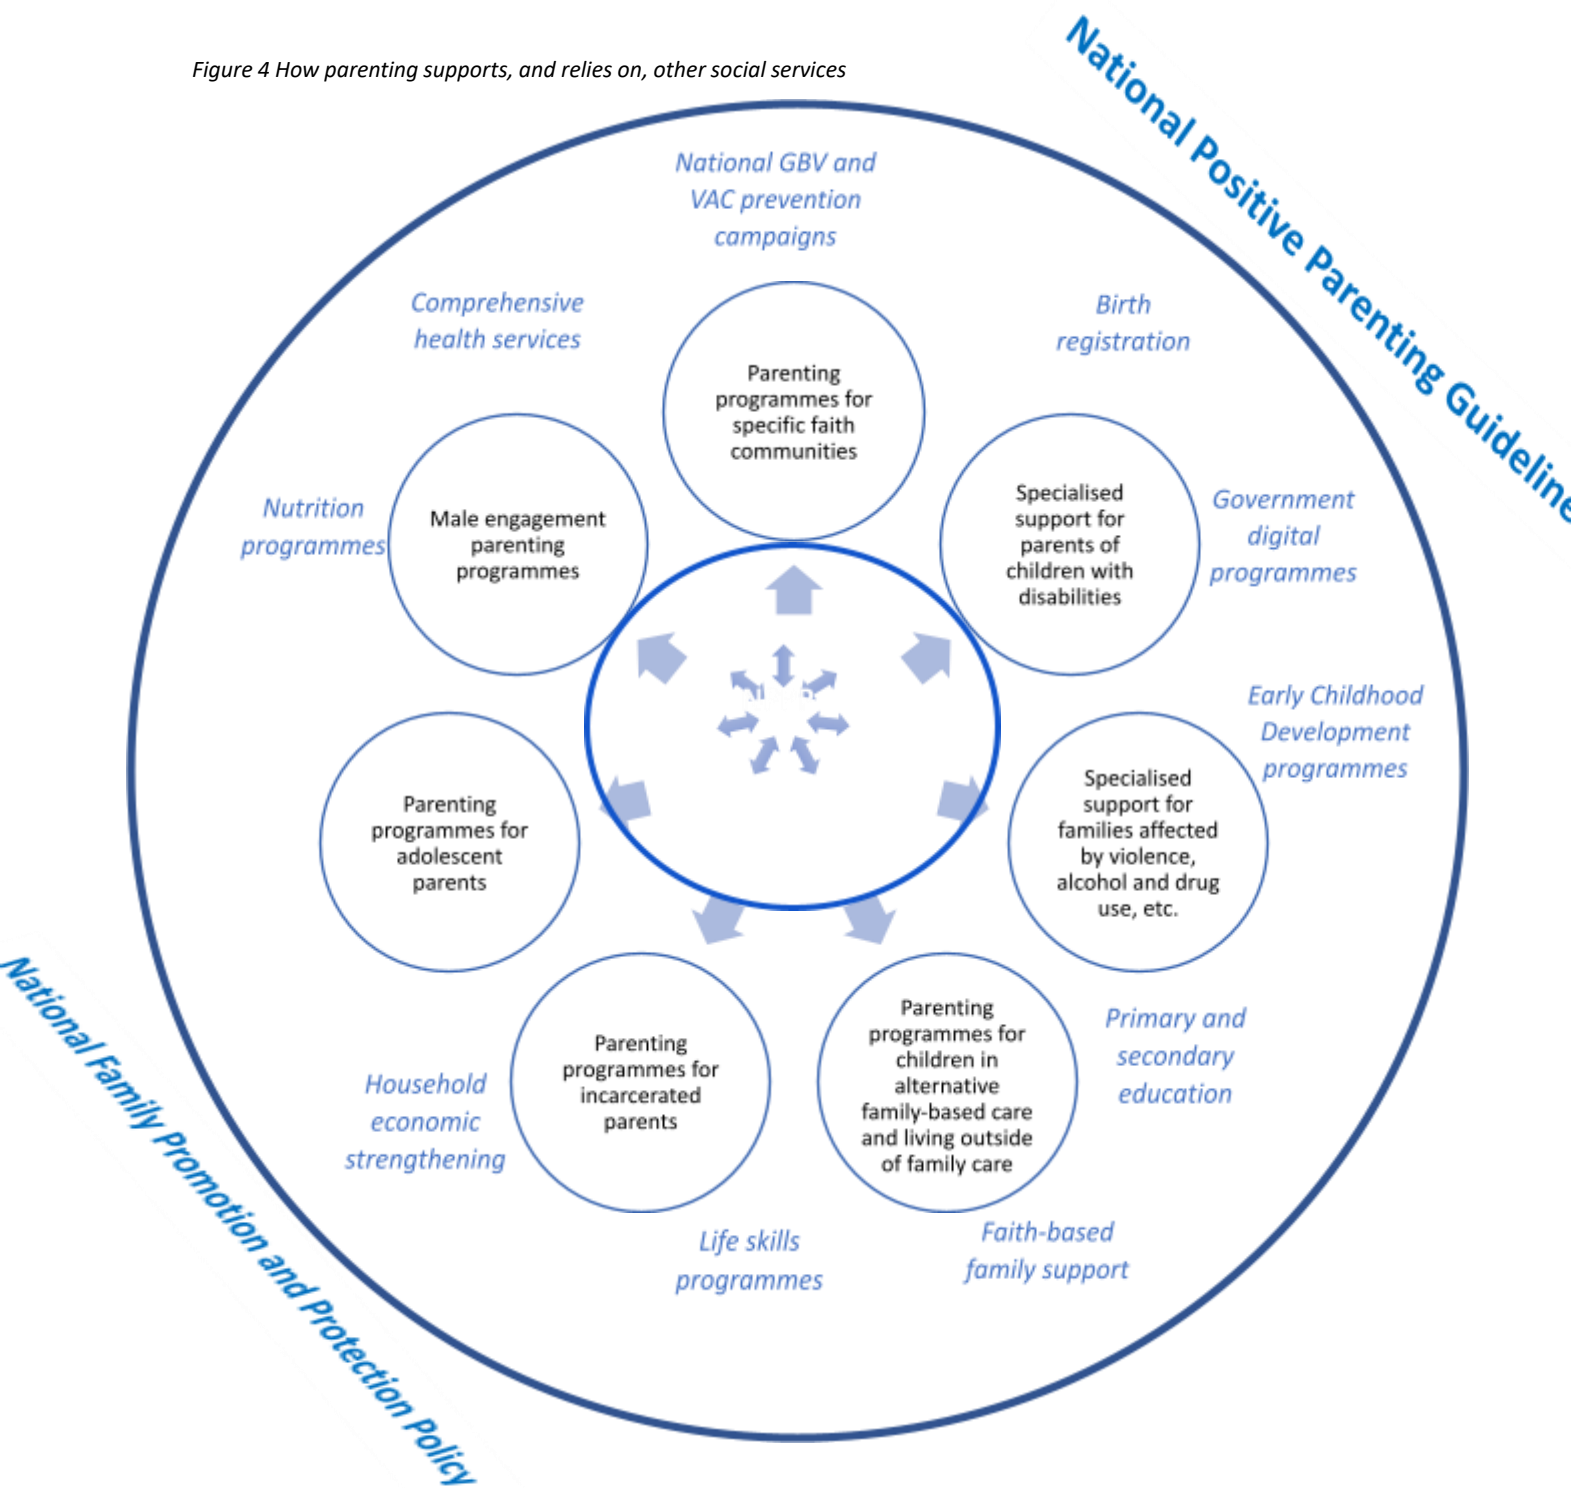 Figure 4 How parenting supports, and relies on, other social services
National Positive Parenting Guideline
National GBV and
VAC prevention
campaigns
Comprehensive
health services
Birth
registration
Parenting
programmes for
specific faith
communities
Nutrition
programmes
Male engagement
parenting
programmes
Specialised
support for
parents of
children with
disabilities
Government
digital
programmes
Early Childhood
Development
programmes
Parenting
programmes for
adolescent
parents
Specialised
support for
families affected
by violence,
alcohol and drug
use, etc.
National Family Promotion and Protection Policy
Household
economic
strengthening
Parenting
programmes for
incarcerated
parents
Parenting
programmes for
children in
alternative
family-based care
and living outside
of family care
Primary and
secondary
education
Life skills
programmes
Faith-based
family support